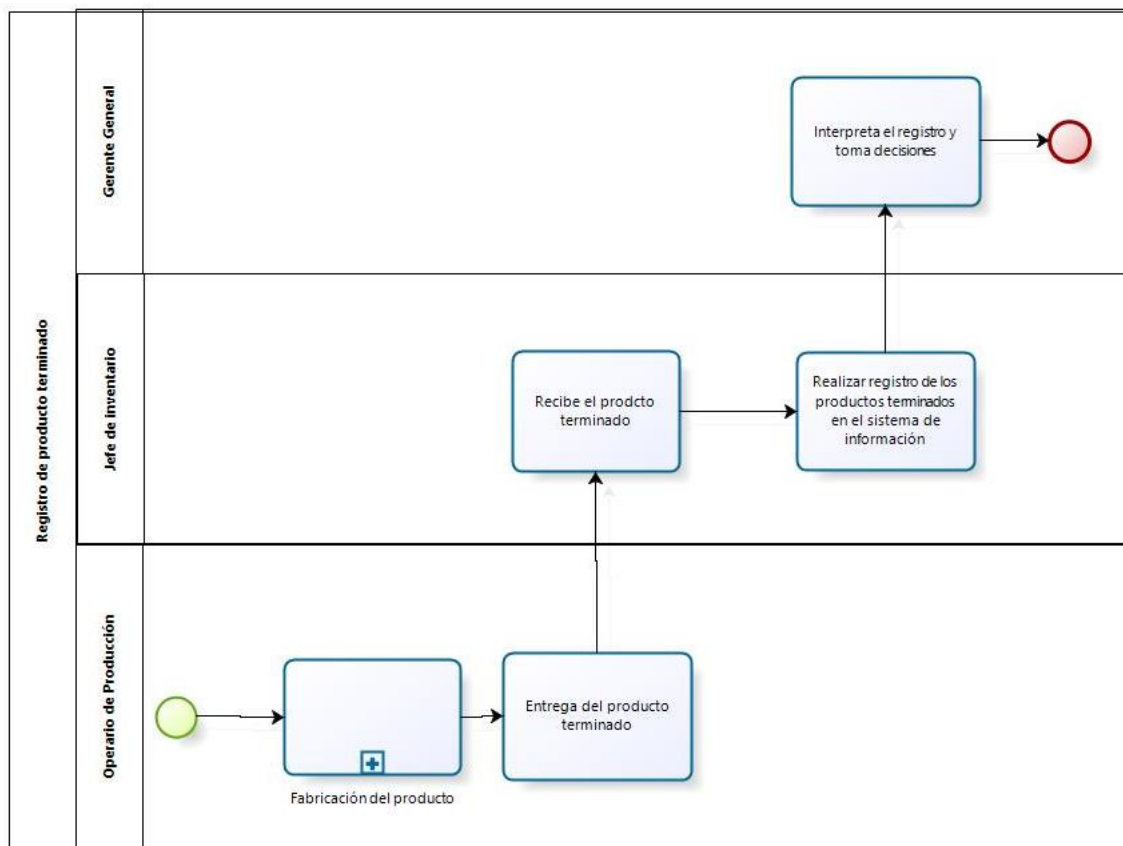 Registro de producto terminado
Gerente General
Interpreta el registro y
toma decisiones
Jefe de inventario
Recibe el prodcto
terminado
Realizar registro de los
productos terminados
en el sistema de
información
Operario de Producción
Fabricación del producto
Entrega del producto
terminado